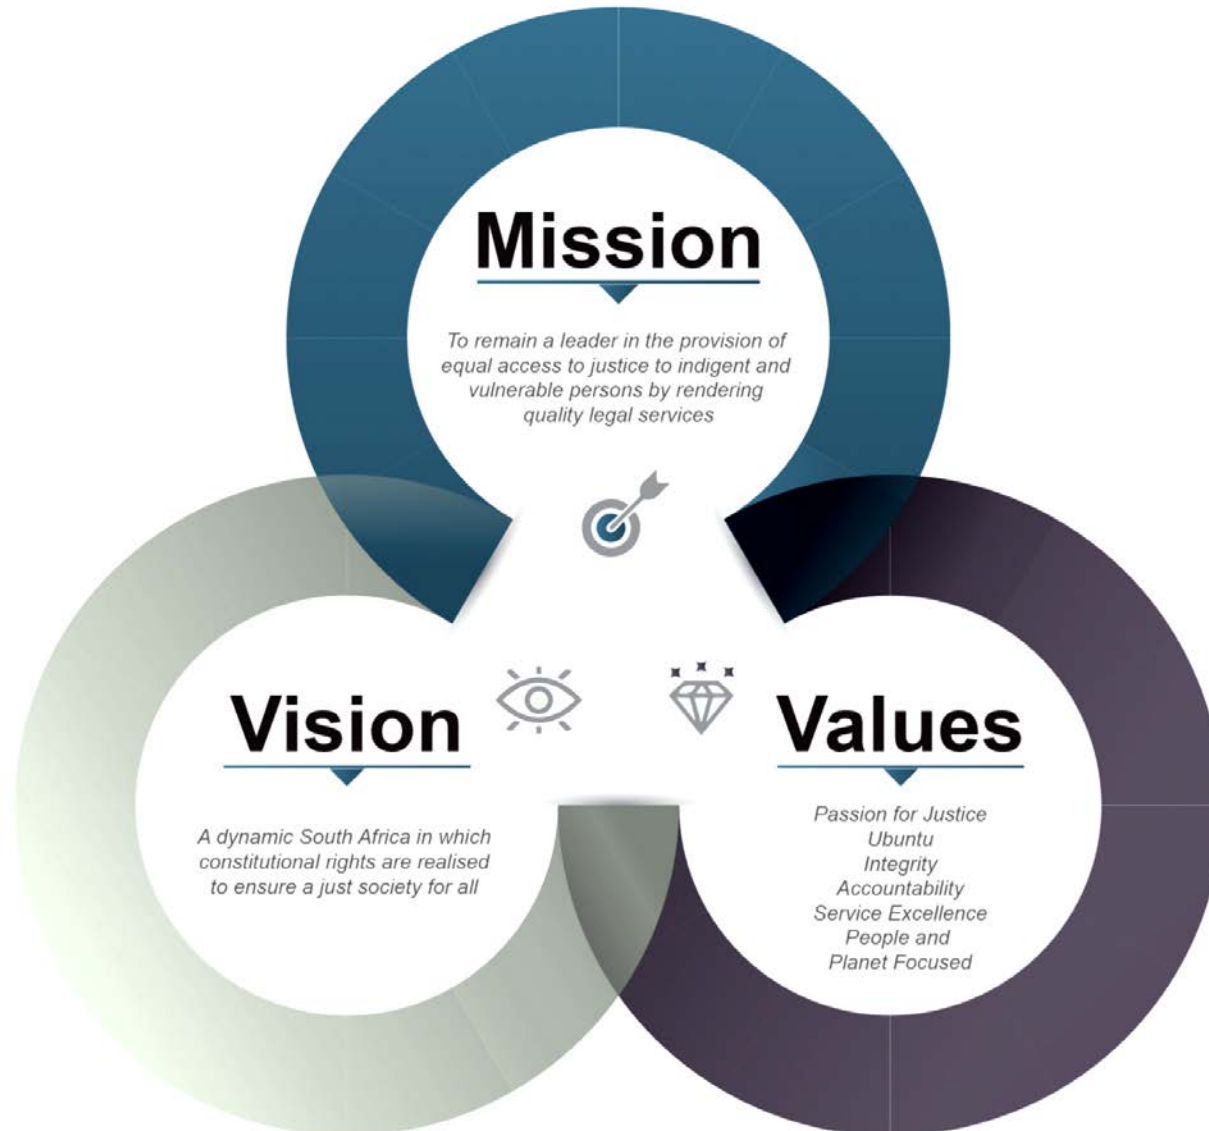 Mission
To remain a leader in the provision of
equal access to justice to indigent and
vulnerable persons by rendering
quality legal services
Vision
A dynamic South Africa in which
constitutional rights are realised
to ensure a just society for all
Values
Passion for Justice
Ubuntu
Integrity
Accountability
Service Excellence
People and
Planet Focused